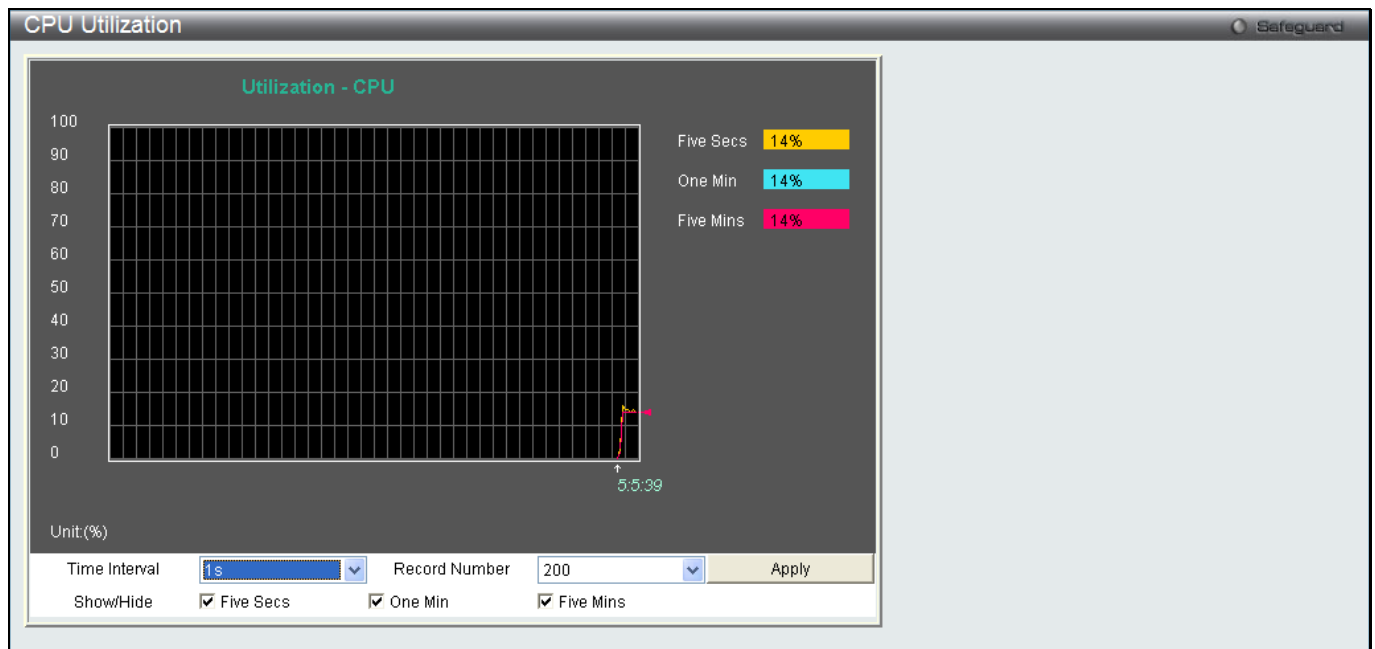 CPU Utilization
Safeguard
Utilization - CPU
100
90
80
70
60
50
40
30
20
10
0
Five Secs 14%
One Min 14%
Five Mins 14%
5:5:39
Unit:(%)
Time Interval 1s Record Number 200 Apply
Show/Hide Five Secs One Min Five Mins